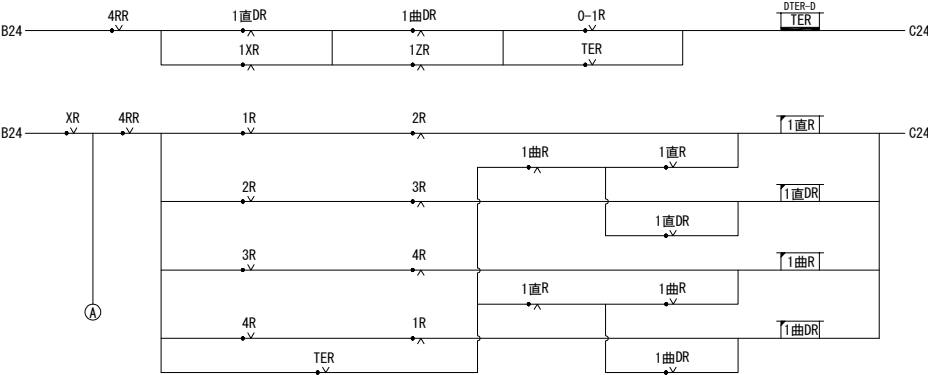 DTER-D
4RR 1直DR 1曲DR 0-1R TER
B24 C24
1XR 1ZR TER
XR 4RR 1R 2R 1直R
B24 C24
1曲R 1直R
2R 3R 1直DR
1直DR
3R 4R 1曲R
1直R 1曲R
A
4R 1R 1曲DR
TER 1曲DR